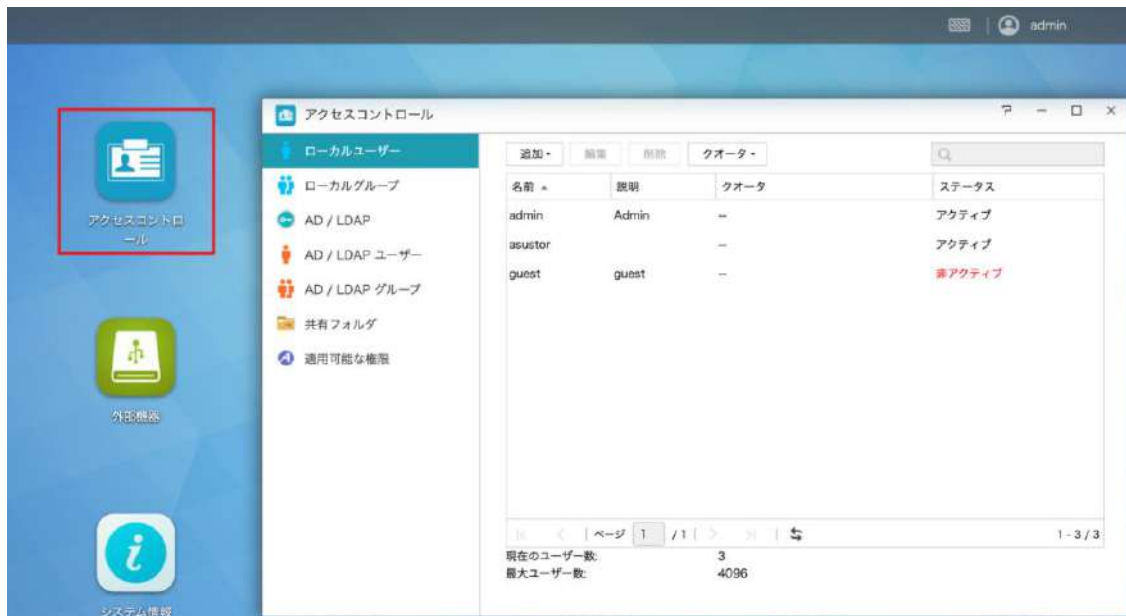 admin
アクセスコントロ
ール
外部機器
システム情報
アクセスコントロール
ローカルユーザー
ローカルグループ
AD / LDAP
AD / LDAP ユーザー
AD / LDAP グループ
共有フォルダ
適用可能な権限
追加 編集 削除 クオータ
名前 説明 クオータ ステータス
admin Admin -- アクティブ
asustor -- アクティブ
guest guest -- 非アクティブ
ページ 1 / 1 1 - 3 / 3
現在のユーザー数: 3
最大ユーザー数: 4096